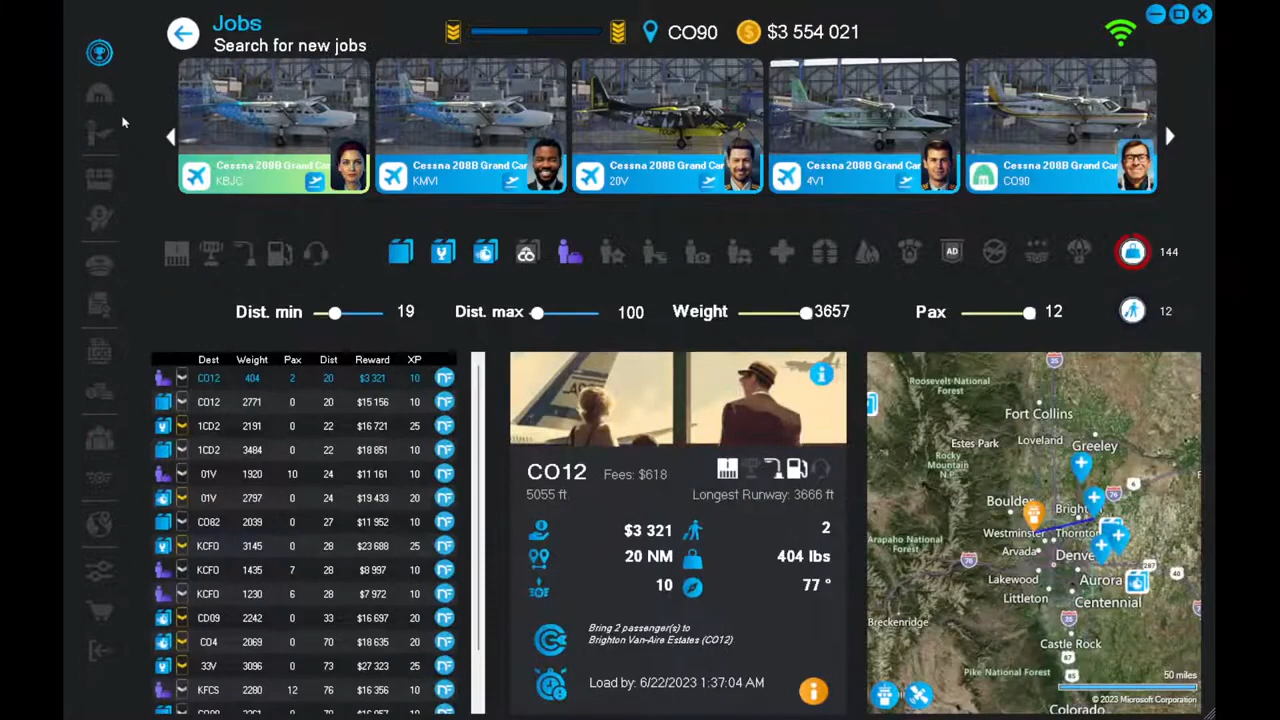 Jobs
Search for new jobs
CO90
$3 554 021
Cessna 208B Grand Car
KBJC
Cessna 208B Grand Car
KMVI
Cessna 208B Grand Car
20V
Cessna 208B Grand Car
4V1
Cessna 208B Grand Car
CO90
AD
144
Dist. min 19
Dist. max 100
Weight 3657
Pax 12
12
Dest Weight Pax Dist Reward XP
CO12 404 2 20 $3 321 10
CO12 2771 0 20 $15 156 10
1CD2 2191 0 22 $16 721 25
1CD2 3484 0 22 $18 851 10
01V 1920 10 24 $11 161 10
01V 2797 0 24 $19 433 20
CO82 2039 0 27 $11 952 10
KCFO 3145 0 28 $23 688 25
KCFO 1435 7 28 $8 997 10
KCFO 1230 6 28 $7 972 10
CD09 2242 0 33 $16 697 20
CO4 2069 0 70 $18 635 20
33V 3096 0 73 $27 323 25
KFCS 2280 12 76 $16 356 10
CO12
Fees: $618
5055 ft
Longest Runway: 3666 ft
$3 321
2
20 NM
404 lbs
10
77 °
Bring 2 passenger(s) to
Brighton Van-Aire Estates (CO12)
Load by: 6/22/2023 1:37:04 AM
Roosevelt National
Forest
25
Fort Collins
Estes Park
Loveland
Greeley
Rocky
Mountain
N.P.
6
76
Boulder
Bright
Westminster
Thornton
Arapaho National
Forest
Arvada
Denve
70
287
40
Lakewood
Aurora
Littleton
Centennial
25
Breckenridge
Castle Rock
67
87
Pike National
Forest
85
50 miles
© 2023 Microsoft Corporation
Colorado